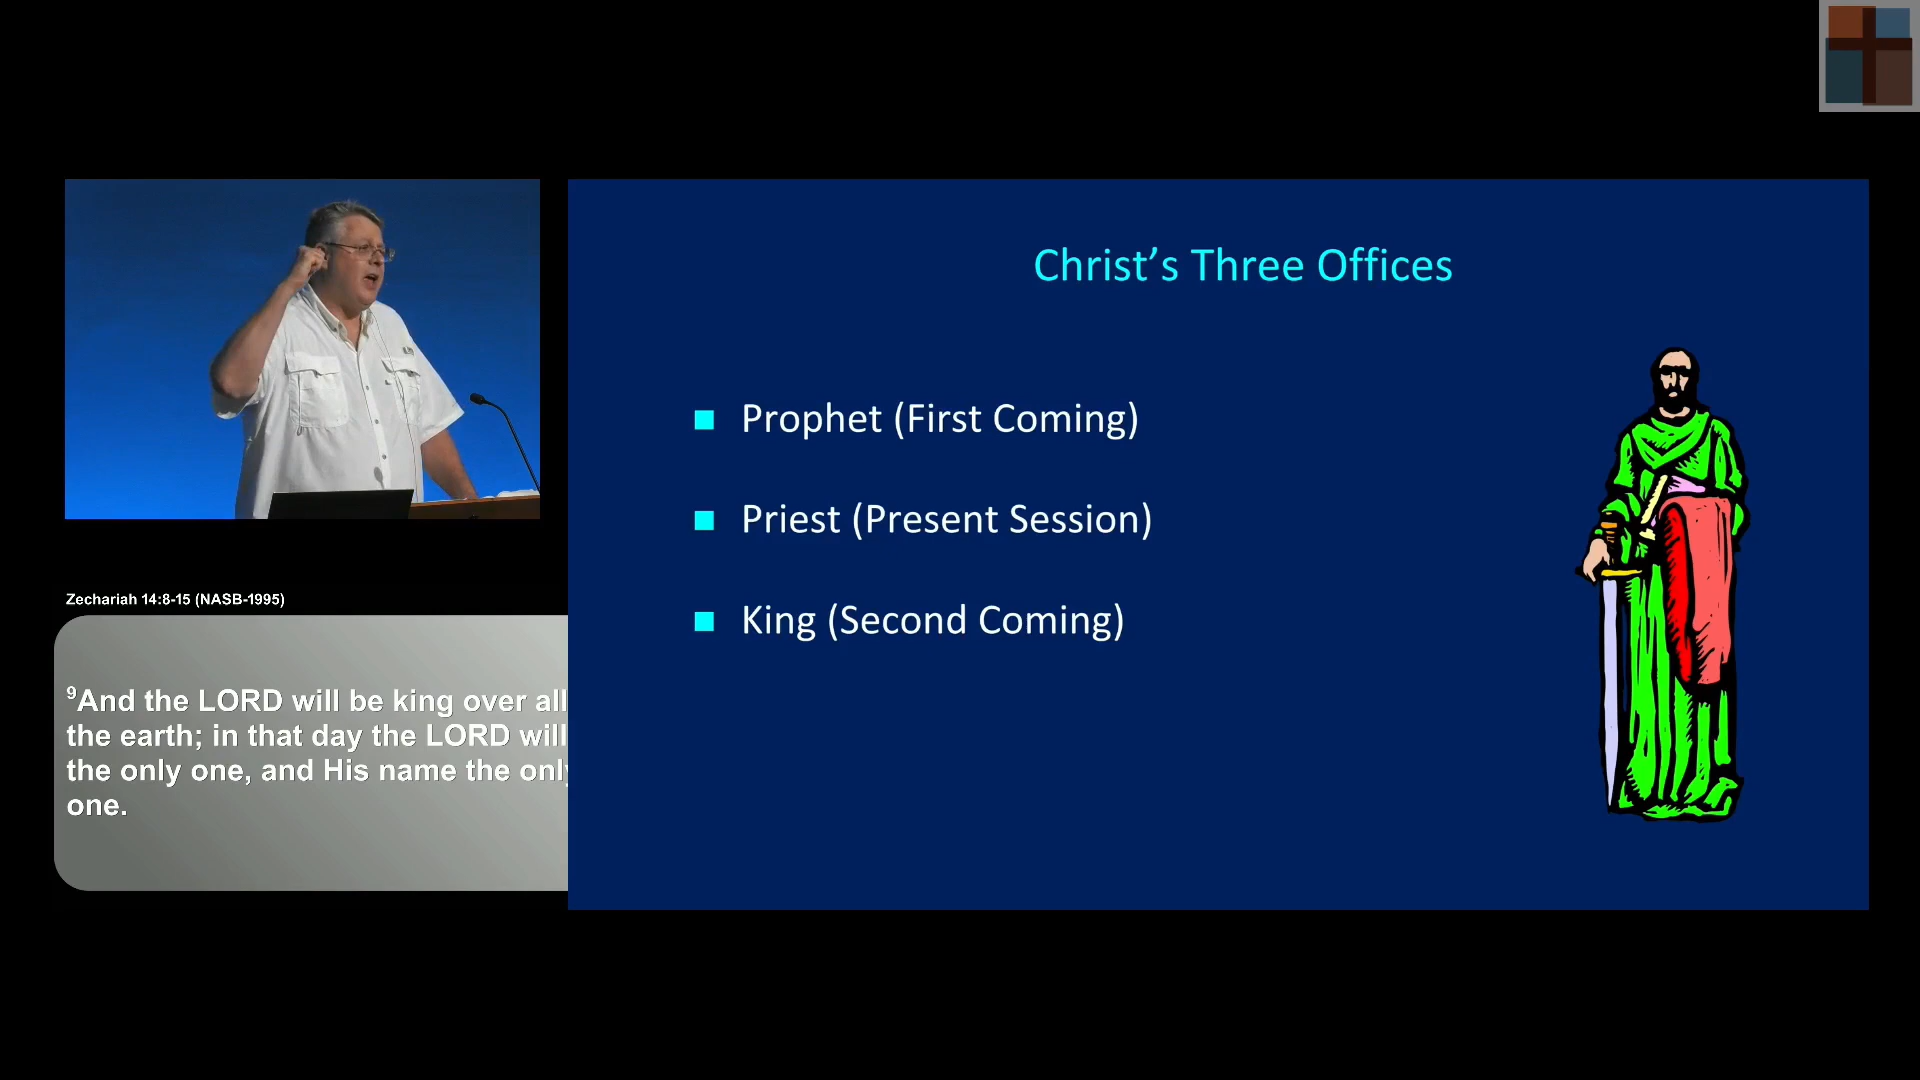 Christ’s Three Offices
Prophet (First Coming)
Priest (Present Session)
King (Second Coming)
Zechariah 14:8-15 (NASB-1995)
9And the LORD will be king over all
the earth; in that day the LORD will
the only one, and His name the only
one.